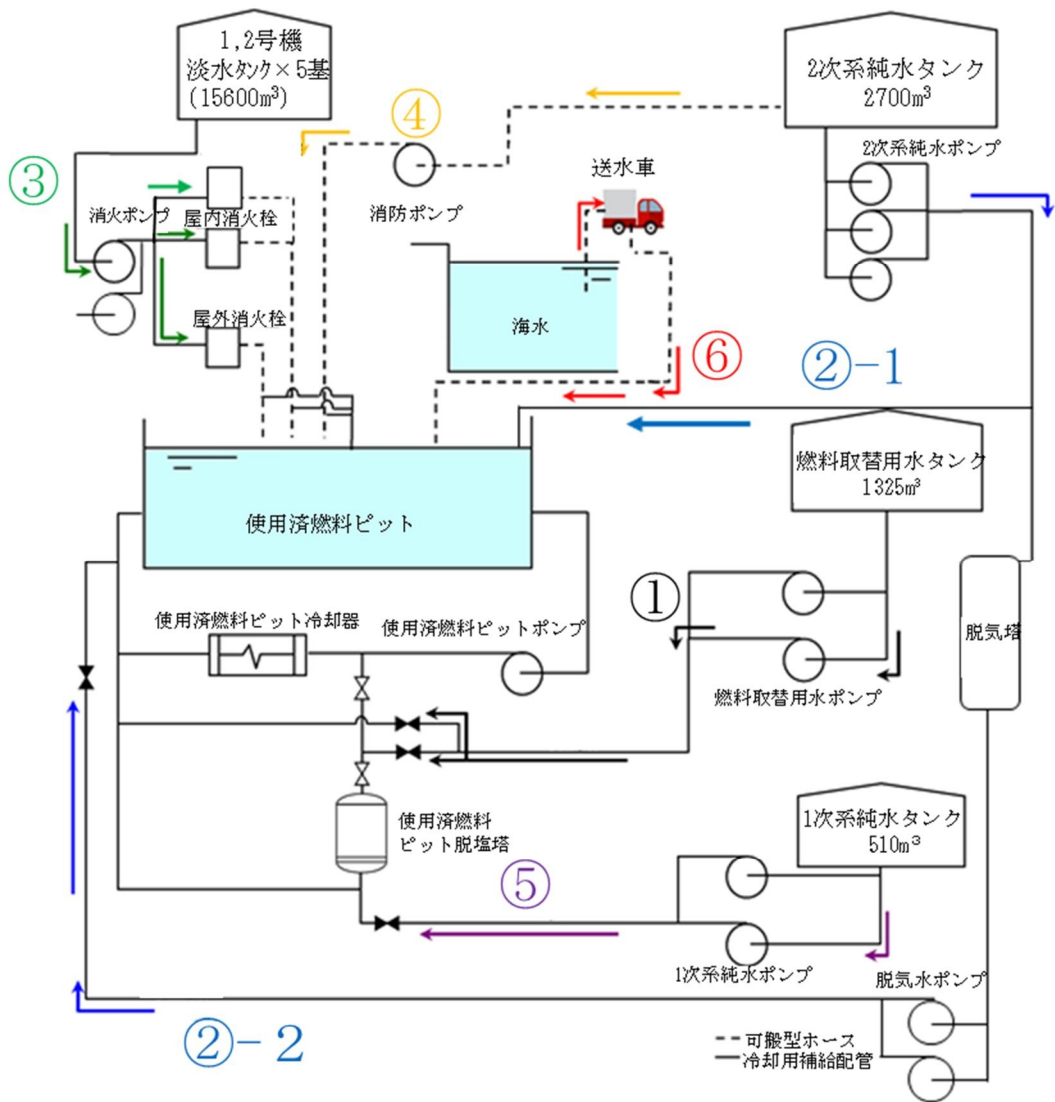 1,2号機
淡水タンク×5基
(15600m³)
2次系純水タンク
2700m³
④
2次系純水ポンプ
③
送水車
消火ポンプ
屋内消火栓
消防ポンプ
屋外消火栓
海水
⑥
②-1
燃料取替用水タンク
1325m³
使用済燃料ピット
①
使用済燃料ピット冷却器
使用済燃料ピットポンプ
脱気塔
燃料取替用水ポンプ
使用済燃料
ピット脱塩塔
1次系純水タンク
510m³
⑤
1次系純水ポンプ
脱気水ポンプ
②-2
可搬型ホース
冷却用補給配管